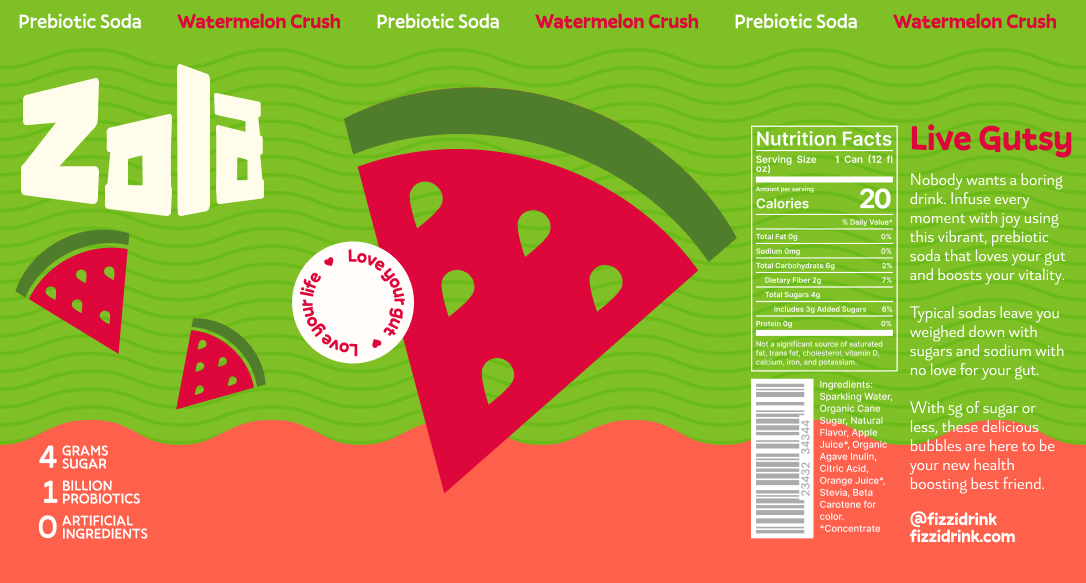 Prebiotic Soda Watermelon Crush Prebiotic Soda Watermelon Crush Prebiotic Soda Watermelon Crush
Zola
Love your gut
Love your life
4 GRAMS
SUGAR
1 BILLION
PROBIOTICS
0 ARTIFICIAL
INGREDIENTS
Nutrition Facts
Serving Size 1 Can (12 fl
oz)
Amount per serving
Calories 20
% Daily Value*
Total Fat 0g 0%
Sodium 0mg 0%
Total Carbohydrate 6g 2%
Dietary Fiber 2g 7%
Total Sugars 4g
Includes 3g Added Sugars 6%
Protein 0g 0%
Not a significant source of saturated
fat, trans fat, cholesterol, vitamin D,
calcium, iron, and potassium.
23432 34344
Ingredients:
Sparkling Water,
Organic Cane
Sugar, Natural
Flavor, Apple
Juice*, Organic
Agave Inulin,
Citric Acid,
Orange Juice*,
Stevia, Beta
Carotene for
color.
*Concentrate
Live Gutsy
Nobody wants a boring
drink. Infuse every
moment with joy using
this vibrant, prebiotic
soda that loves your gut
and boosts your vitality.
Typical sodas leave you
weighed down with
sugars and sodium with
no love for your gut.
With 5g of sugar or
less, these delicious
bubbles are here to be
your new health
boosting best friend.
@fizzidrink
fizzidrink.com